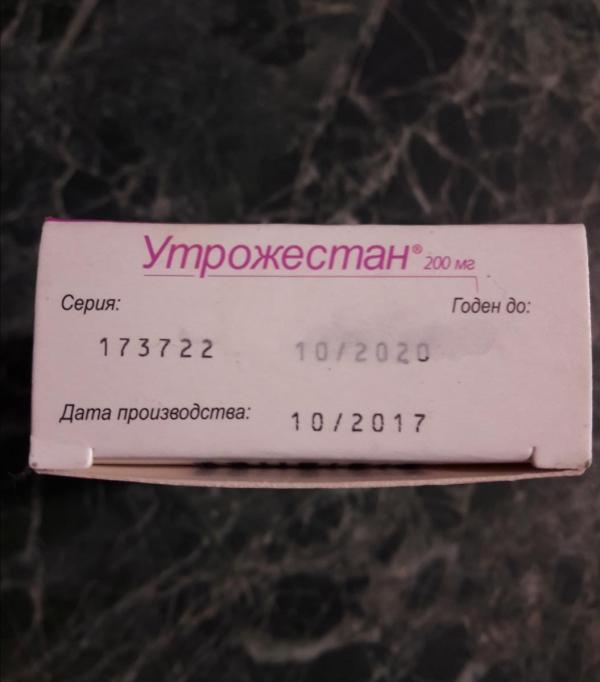 Утрожестан® 200 мг
Серия: Годен до:
173722 10/2020
Дата производства: 10/2017